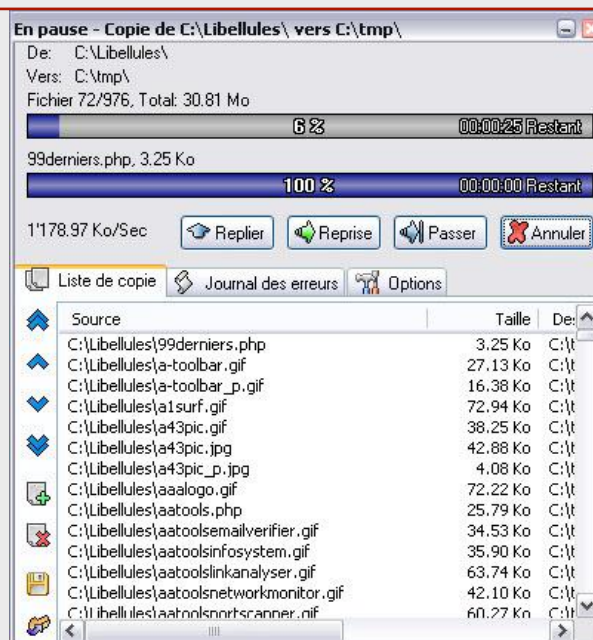 En pause - Copie de C:\Libellules\ vers C:\tmp\
De: C:\Libellules\
Vers: C:\tmp\
Fichier 72/976, Total: 30.81 Mo
6 % 00:00:25 Restant
99derniers.php, 3.25 Ko
100 % 00:00:00 Restant
1'178.97 Ko/Sec Replier Reprise Passer Annuler
Liste de copie Journal des erreurs Options
Source Taille Des
C:\Libellules\99derniers.php 3.25 Ko C:\t
C:\Libellules\a-toolbar.gif 27.13 Ko C:\t
C:\Libellules\a-toolbar_p.gif 16.38 Ko C:\t
C:\Libellules\a1surf.gif 72.94 Ko C:\t
C:\Libellules\a43pic.gif 38.25 Ko C:\t
C:\Libellules\a43pic.jpg 42.88 Ko C:\t
C:\Libellules\a43pic_p.jpg 4.08 Ko C:\t
C:\Libellules\aaalogo.gif 72.22 Ko C:\t
C:\Libellules\aatools.php 25.79 Ko C:\t
C:\Libellules\aatoolsemailverifier.gif 34.53 Ko C:\t
C:\Libellules\aatoolsinfosystem.gif 35.90 Ko C:\t
C:\Libellules\aatoolslinkanalyser.gif 63.74 Ko C:\t
C:\Libellules\aatoolsnetworkmonitor.gif 42.10 Ko C:\t
C:\Libellules\aatoolsportscanner.gif 60.27 Ko C:\t